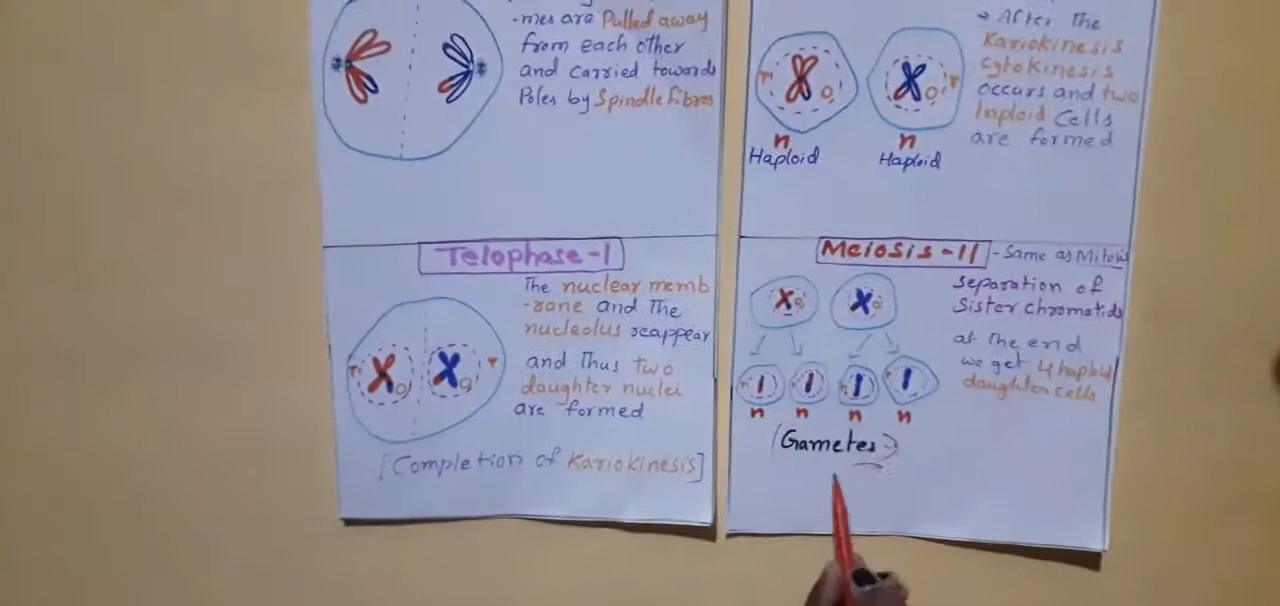 -mes are Pulled away
from each other
and carried towards
Poles by Spindle fibres
Telophase-I
The nuclear memb
-rane and The
nucleolus reappear
and Thus two
daughter nuclei
are formed
[Completion of Kariokinesis]
→ After The
Kariokinesis
Cytokinesis
occurs and two
haploid Cells
are formed
n
Haploid
n
Haploid
Meiosis-II - Same as Mitosis
Separation of
Sister chromatids
at The end
we get 4 haploid
daughter cells
n n n n
(Gametes)